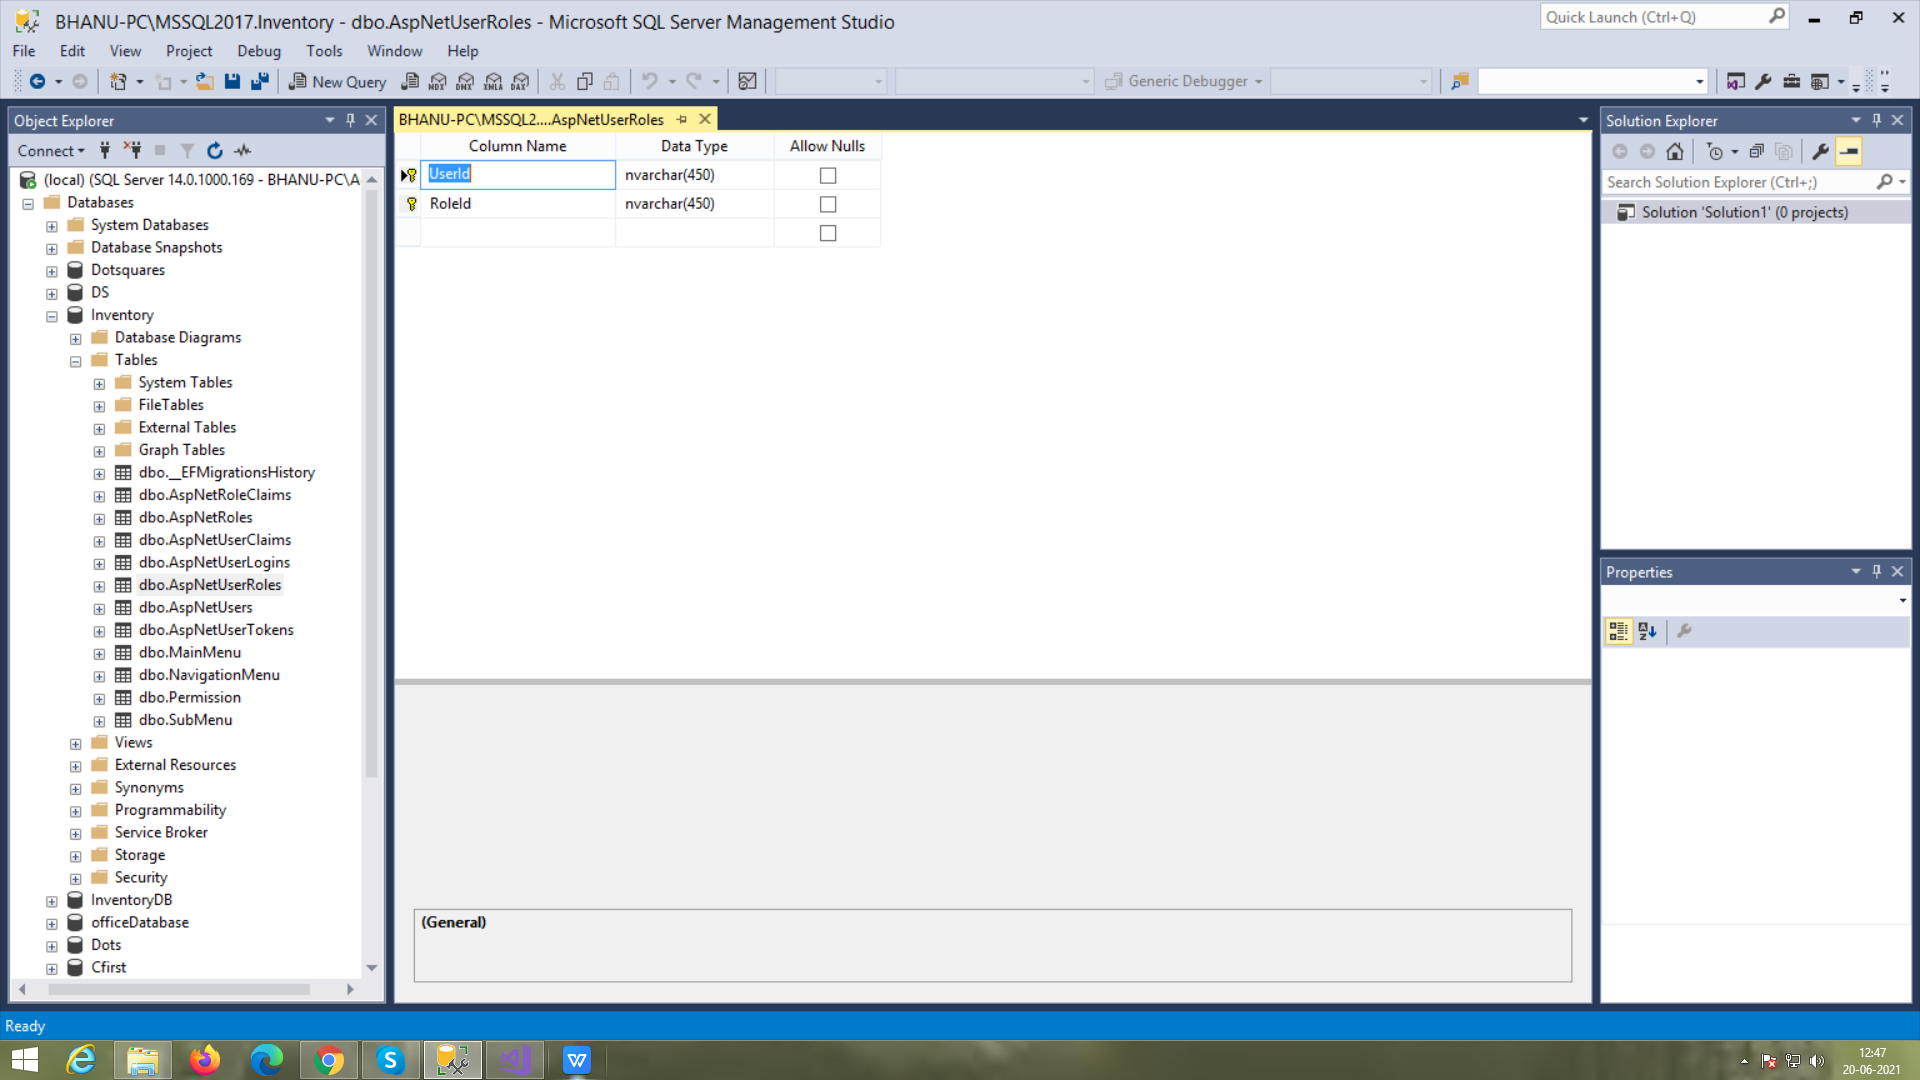 BHANU-PC\MSSQL2017.Inventory - dbo.AspNetUserRoles - Microsoft SQL Server Management Studio
Quick Launch (Ctrl+Q)
File Edit View Project Debug Tools Window Help
New Query
MDX DMX XMLA DAX
Generic Debugger
Object Explorer
Connect
(local) (SQL Server 14.0.1000.169 - BHANU-PC\A
Databases
System Databases
Database Snapshots
Dotsquares
DS
Inventory
Database Diagrams
Tables
System Tables
FileTables
External Tables
Graph Tables
dbo.__EFMigrationsHistory
dbo.AspNetRoleClaims
dbo.AspNetRoles
dbo.AspNetUserClaims
dbo.AspNetUserLogins
dbo.AspNetUserRoles
dbo.AspNetUsers
dbo.AspNetUserTokens
dbo.MainMenu
dbo.NavigationMenu
dbo.Permission
dbo.SubMenu
Views
External Resources
Synonyms
Programmability
Service Broker
Storage
Security
InventoryDB
officeDatabase
Dots
Cfirst
BHANU-PC\MSSQL2....AspNetUserRoles
Column Name Data Type Allow Nulls
UserId nvarchar(450)
RoleId nvarchar(450)
(General)
Solution Explorer
Search Solution Explorer (Ctrl+;)
Solution 'Solution1' (0 projects)
Properties
Ready
12:47
20-06-2021